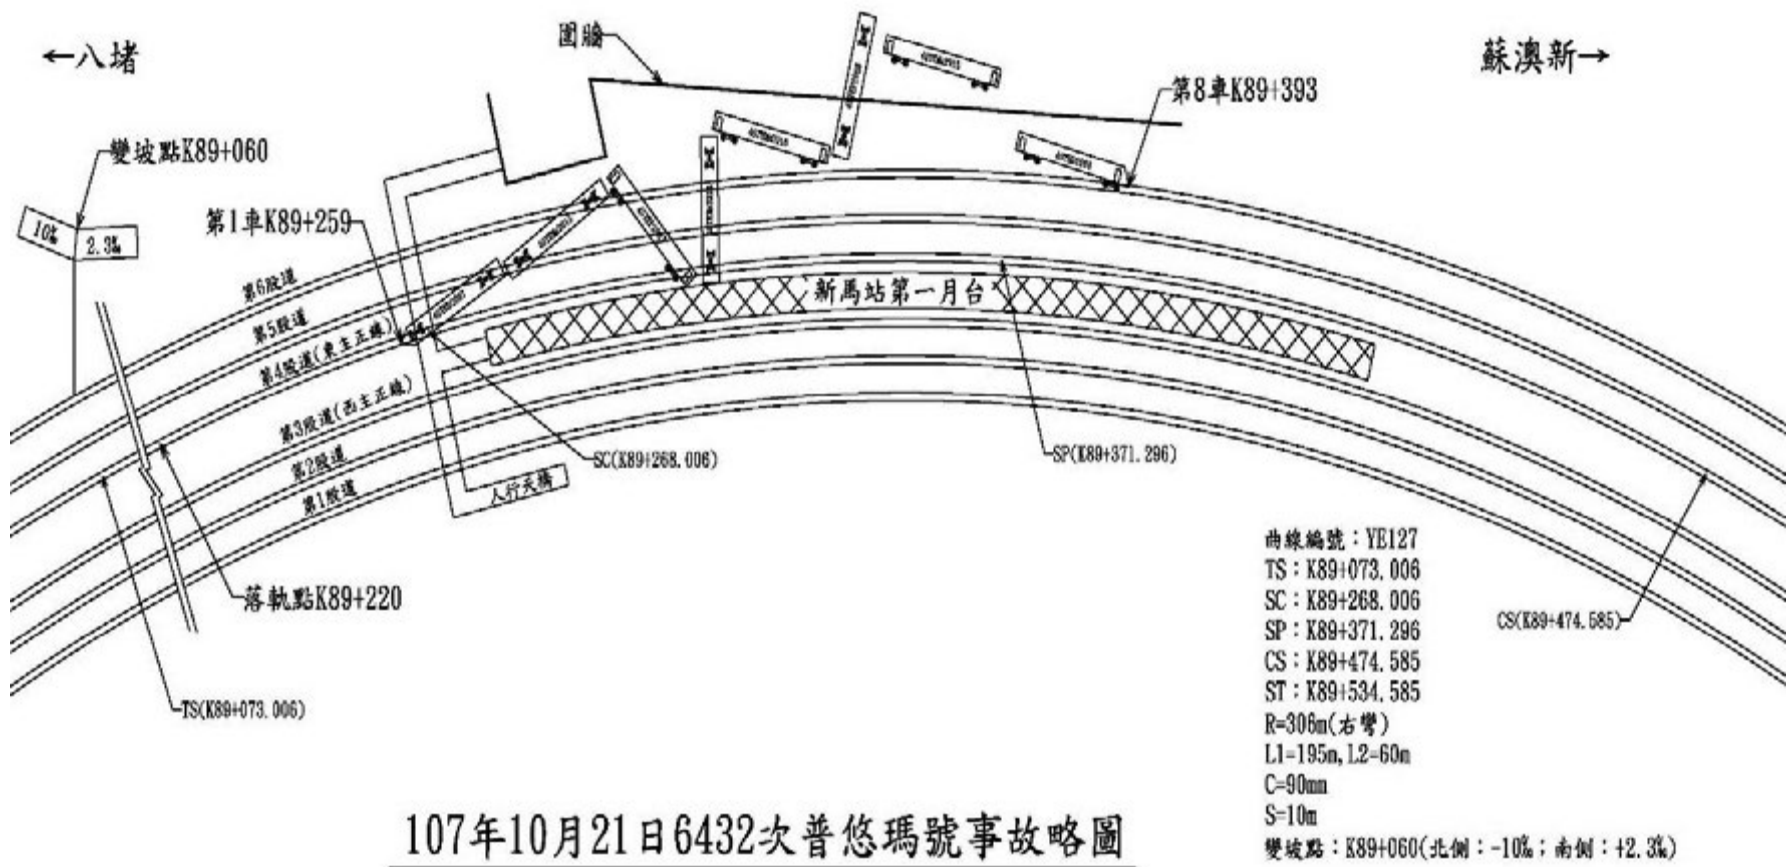 ←八堵
圍牆
蘇澳新→
第8車K89+393
變坡點K89+060
10‰
2.3‰
第1車K89+259
第6股道
第5股道
第4股道(東主正線)
第3股道(西主正線)
第2股道
第1股道
新馬站第一月台
SC(K89+268.006)
SP(K89+371.296)
人行天橋
落軌點K89+220
TS(K89+073.006)
CS(K89+474.585)
曲線編號：YE127
TS：K89+073.006
SC：K89+268.006
SP：K89+371.296
CS：K89+474.585
ST：K89+534.585
R=306m(右彎)
L1=195m,L2=60m
C=90mm
S=10m
變坡點：K89+060(北側：-10‰；南側：+2.3‰)
107年10月21日6432次普悠瑪號事故略圖